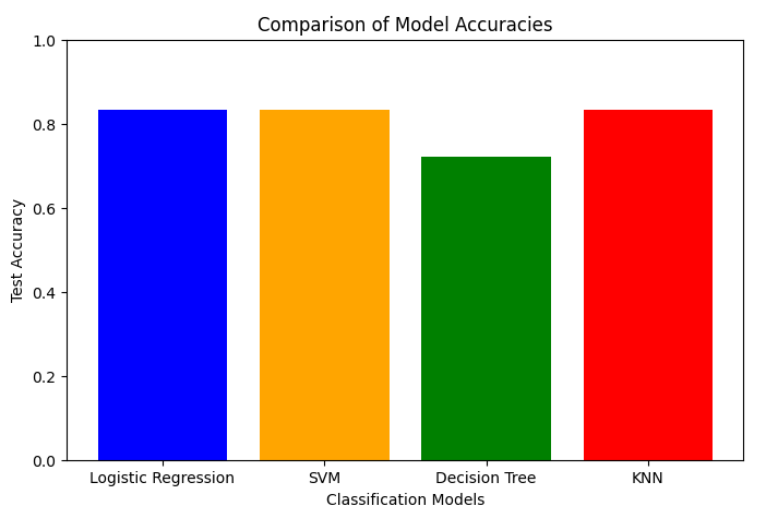 Comparison of Model Accuracies
1.0
0.8
0.6
0.4
0.2
0.0
Test Accuracy
Logistic Regression SVM Decision Tree KNN
Classification Models